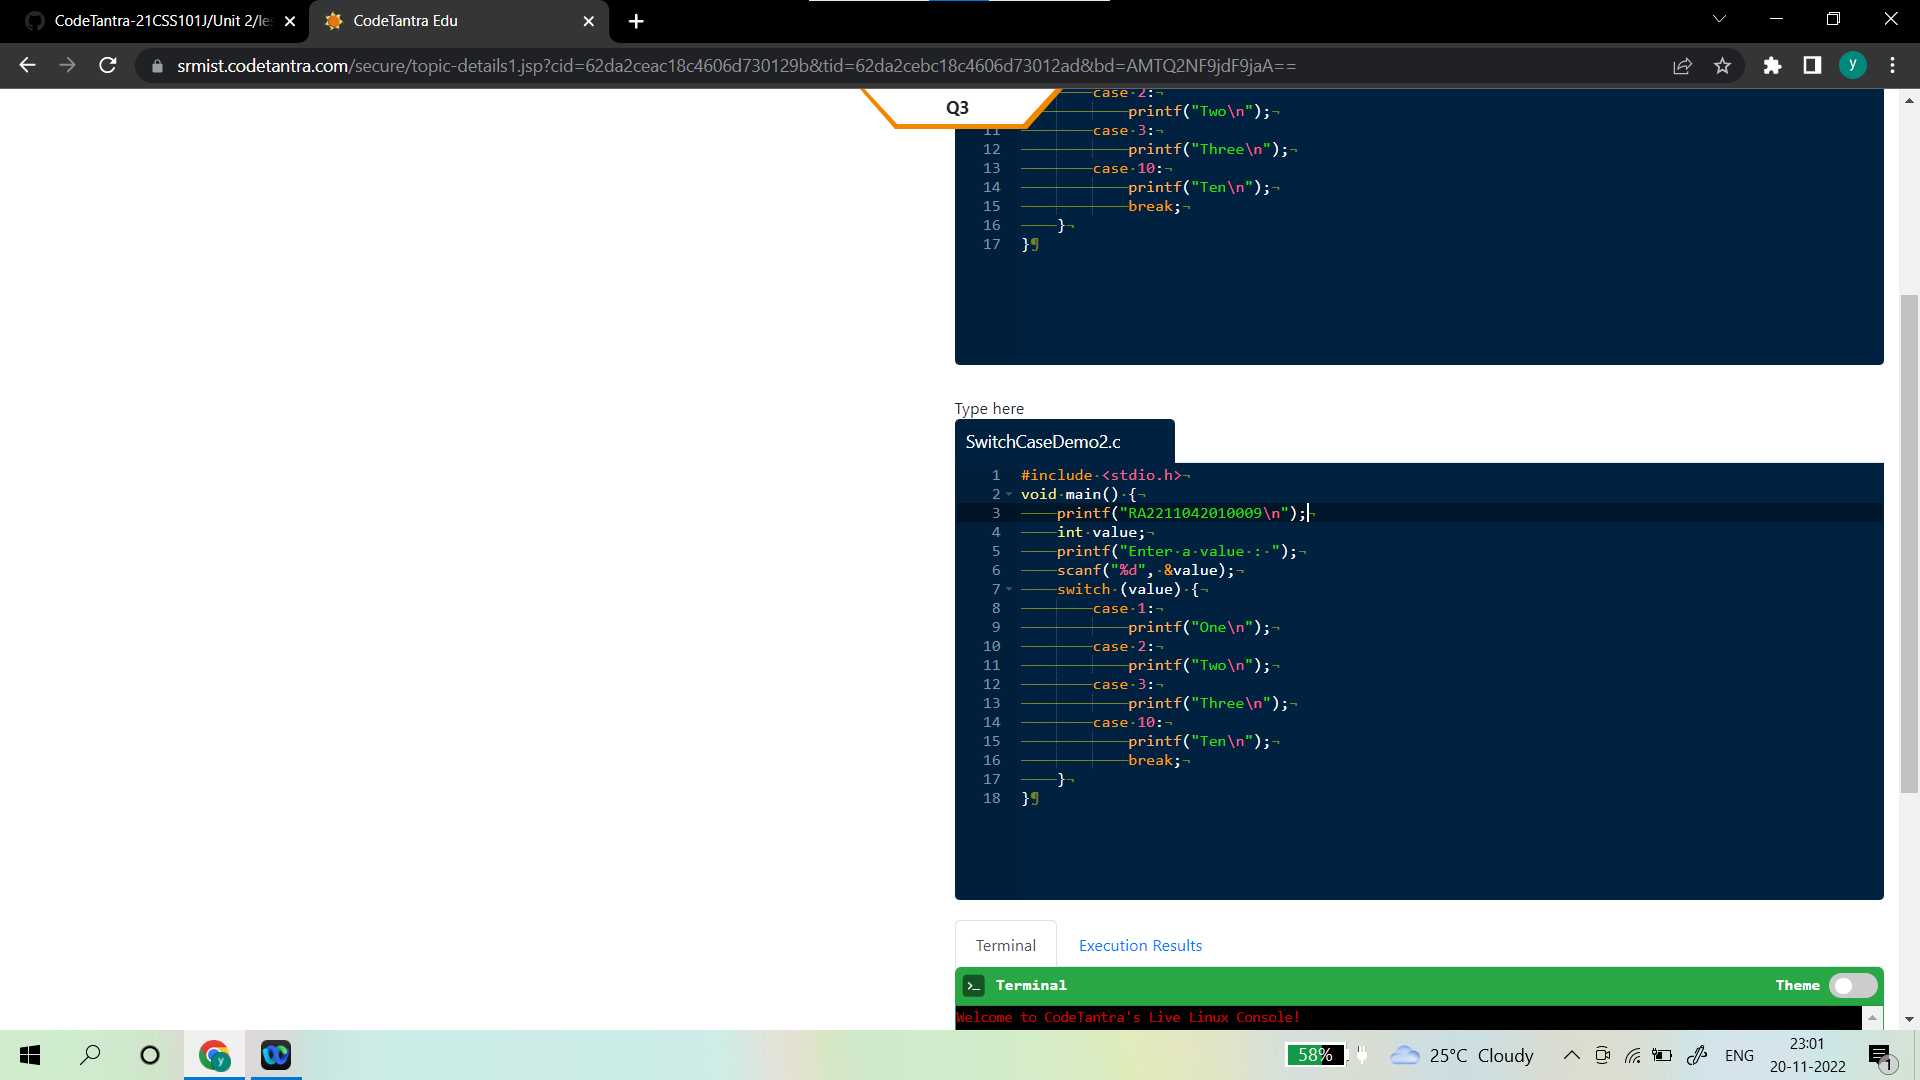 CodeTantra-21CSS101J/Unit 2/les
CodeTantra Edu
srmist.codetantra.com/secure/topic-details1.jsp?cid=62da2ceac18c4606d730129b&tid=62da2cebc18c4606d73012ad&bd=AMTQ2NF9jdF9jaA==
y
Q3
case 2:
printf("Two\n");
11 case 3:
12 printf("Three\n");
13 case 10:
14 printf("Ten\n");
15 break;
16 }
17 }
Type here
SwitchCaseDemo2.c
1 #include <stdio.h>
2 void main() {
3 printf("RA2211042010009\n");
4 int value;
5 printf("Enter a value : ");
6 scanf("%d", &value);
7 switch (value) {
8 case 1:
9 printf("One\n");
10 case 2:
11 printf("Two\n");
12 case 3:
13 printf("Three\n");
14 case 10:
15 printf("Ten\n");
16 break;
17 }
18 }
Terminal Execution Results
>_ Terminal Theme
Welcome to CodeTantra's Live Linux Console!
y
58% 25°C Cloudy ENG
23:01
20-11-2022
1